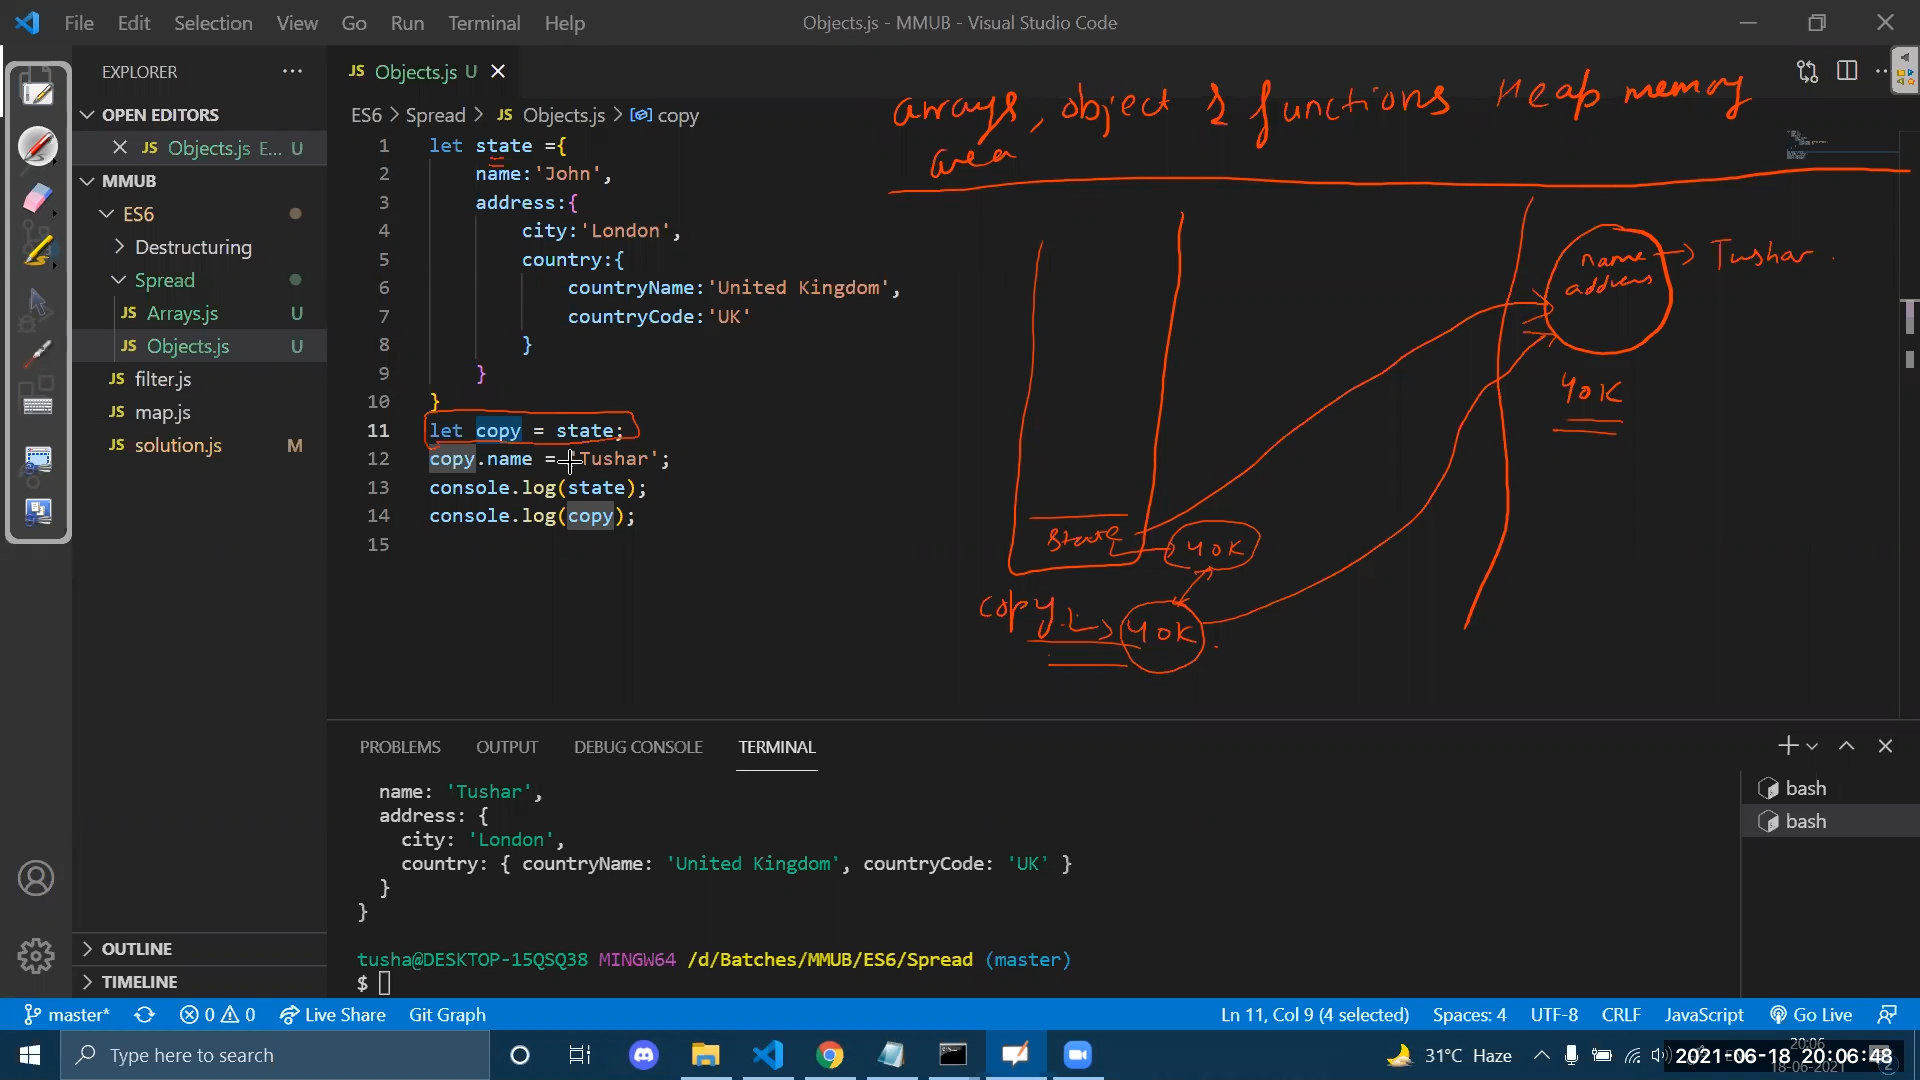 File Edit Selection View Go Run Terminal Help
Objects.js - MMUB - Visual Studio Code
EXPLORER ...
OPEN EDITORS
JS Objects.js E... U
MMUB
ES6
Destructuring
Spread
JS Arrays.js U
JS Objects.js U
JS filter.js
JS map.js
JS solution.js M
OUTLINE
TIMELINE
JS Objects.js U
ES6 > Spread > JS Objects.js > copy
1 let state ={
2 name:'John',
3 address:{
4 city:'London',
5 country:{
6 countryName:'United Kingdom',
7 countryCode:'UK'
8 }
9 }
10 }
11 let copy = state;
12 copy.name = 'Tushar';
13 console.log(state);
14 console.log(copy);
15
arrays, object & functions Heap memory
area
name → Tushar
address
40K
state
40K
copy
40K
PROBLEMS OUTPUT DEBUG CONSOLE TERMINAL
name: 'Tushar',
address: {
city: 'London',
country: { countryName: 'United Kingdom', countryCode: 'UK' }
}
}
tusha@DESKTOP-15QSQ38 MINGW64 /d/Batches/MMUB/ES6/Spread (master)
$
bash
bash
master* 0 0 Live Share Git Graph
Ln 11, Col 9 (4 selected) Spaces: 4 UTF-8 CRLF JavaScript Go Live
Type here to search
31°C Haze
20:06
18-06-2021
2021-06-18 20:06:48
2